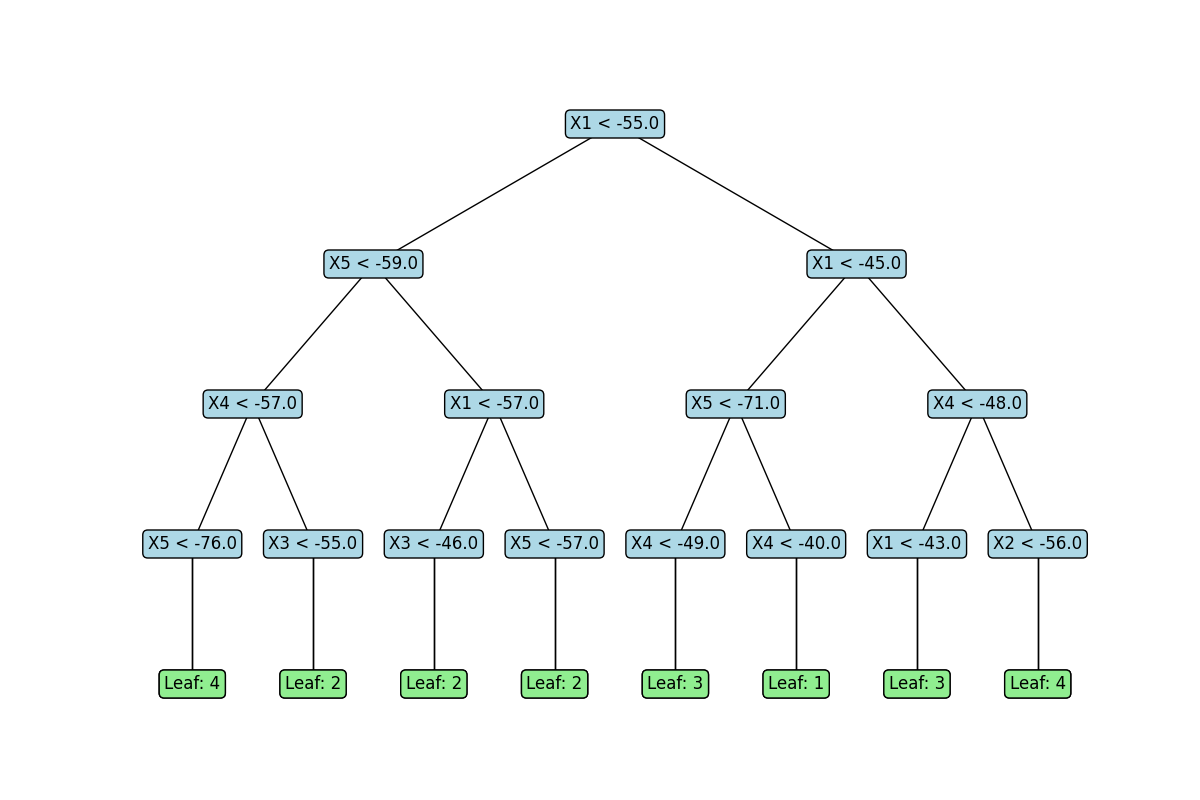 X1 < -55.0
X5 < -59.0
X1 < -45.0
X4 < -57.0
X1 < -57.0
X5 < -71.0
X4 < -48.0
X5 < -76.0
X3 < -55.0
X3 < -46.0
X5 < -57.0
X4 < -49.0
X4 < -40.0
X1 < -43.0
X2 < -56.0
Leaf: 4
Leaf: 2
Leaf: 2
Leaf: 2
Leaf: 3
Leaf: 1
Leaf: 3
Leaf: 4